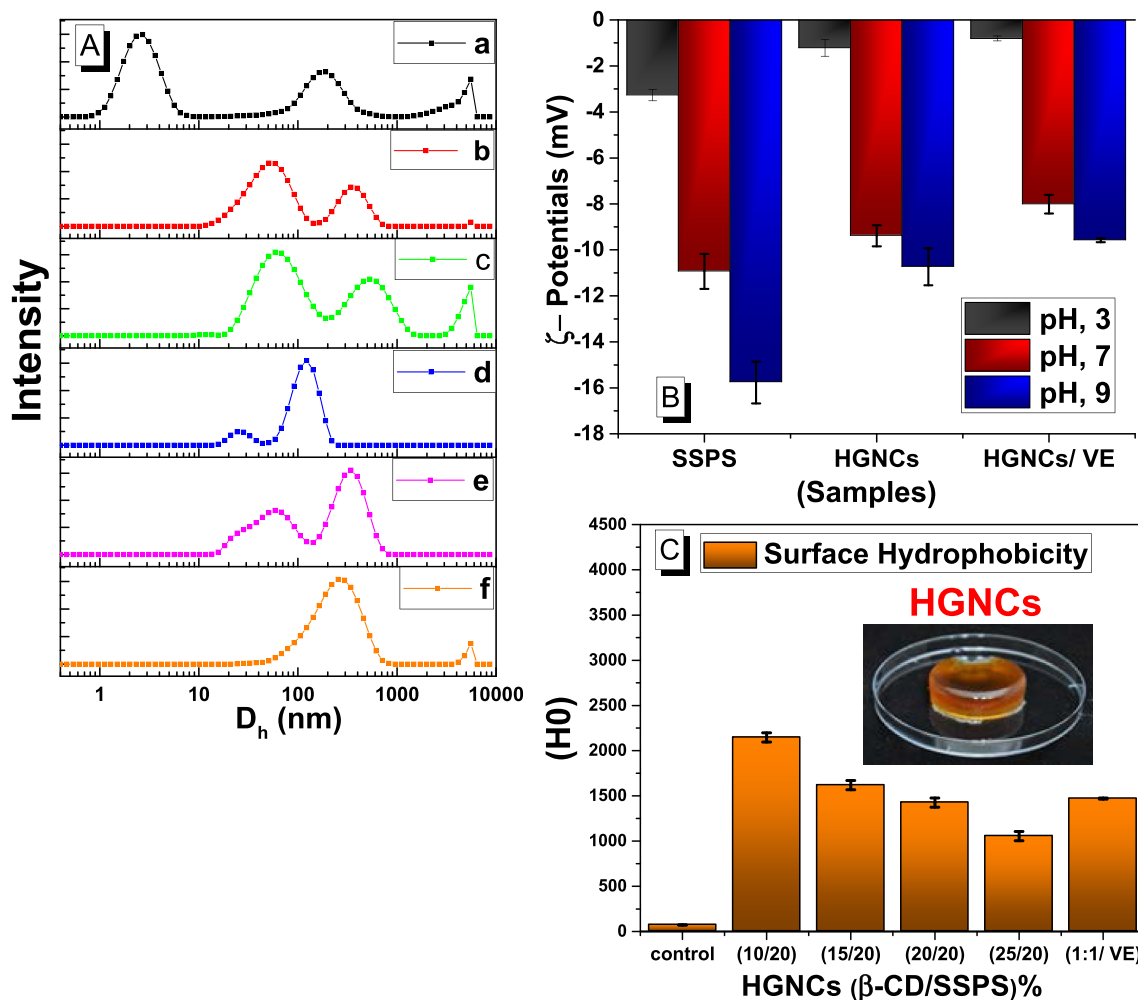 A
a
b
c
d
e
f
Intensity
1 10 100 1000 10000
D_h (nm)
0
-2
-4
-6
-8
-10
-12
-14
-16
-18
ζ– Potentials (mV)
pH, 3
pH, 7
pH, 9
B
SSPS HGNCs HGNCs/ VE
(Samples)
C
Surface Hydrophobicity
HGNCs
4500
4000
3500
3000
2500
2000
1500
1000
500
0
(H0)
control (10/20) (15/20) (20/20) (25/20) (1:1/ VE)
HGNCs (β-CD/SSPS)%